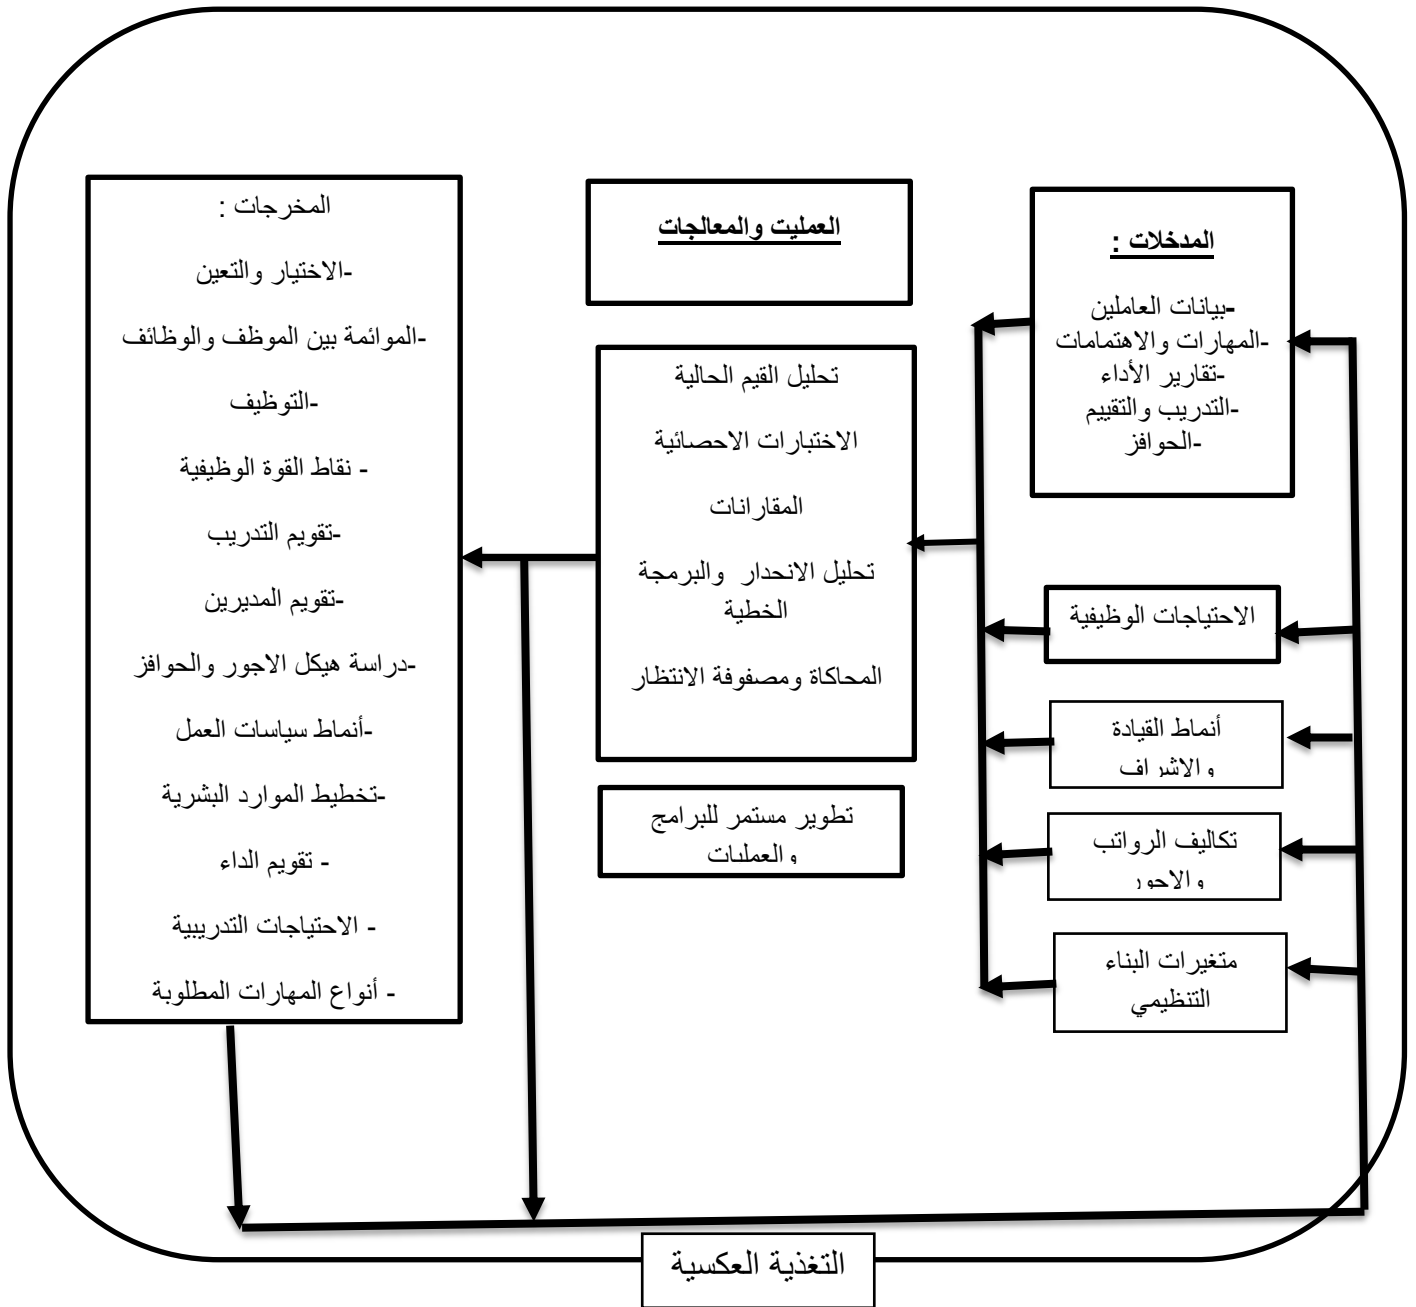 المدخلات :
-بيانات العاملين
-المهارات والاهتمامات
-تقارير الأداء
-التدريب والتقييم
-الحوافز
الاحتياجات الوظيفية
أنماط القيادة
والاشراف
تكاليف الرواتب
والاجور
متغيرات البناء
التنظيمي
العمليت والمعالجات
تحليل القيم الحالية
الاختبارات الاحصائية
المقارانات
تحليل الانحدار والبرمجة
الخطية
المحاكاة ومصفوفة الانتظار
تطوير مستمر للبرامج
والعمليات
المخرجات :
-الاختيار والتعين
-الموائمة بين الموظف والوظائف
-التوظيف
- نقاط القوة الوظيفية
-تقويم التدريب
-تقويم المديرين
-دراسة هيكل الاجور والحوافز
-أنماط سياسات العمل
-تخطيط الموارد البشرية
- تقويم الداء
- الاحتياجات التدريبية
- أنواع المهارات المطلوبة
التغذية العكسية